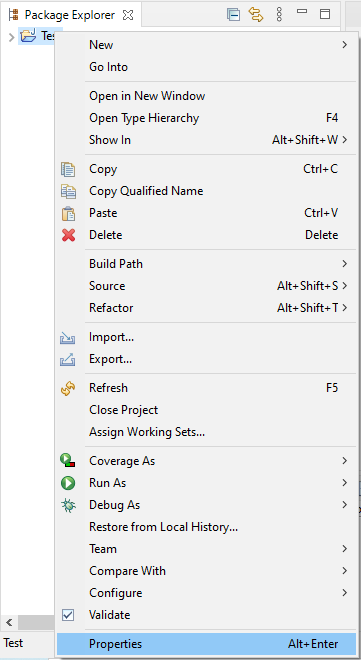 Package Explorer
Tes
New
Go Into
Open in New Window
Open Type Hierarchy F4
Show In Alt+Shift+W
Copy Ctrl+C
Copy Qualified Name
Paste Ctrl+V
Delete Delete
Build Path
Source Alt+Shift+S
Refactor Alt+Shift+T
Import...
Export...
Refresh F5
Close Project
Assign Working Sets...
Coverage As
Run As
Debug As
Restore from Local History...
Team
Compare With
Configure
Validate
Test
Properties Alt+Enter